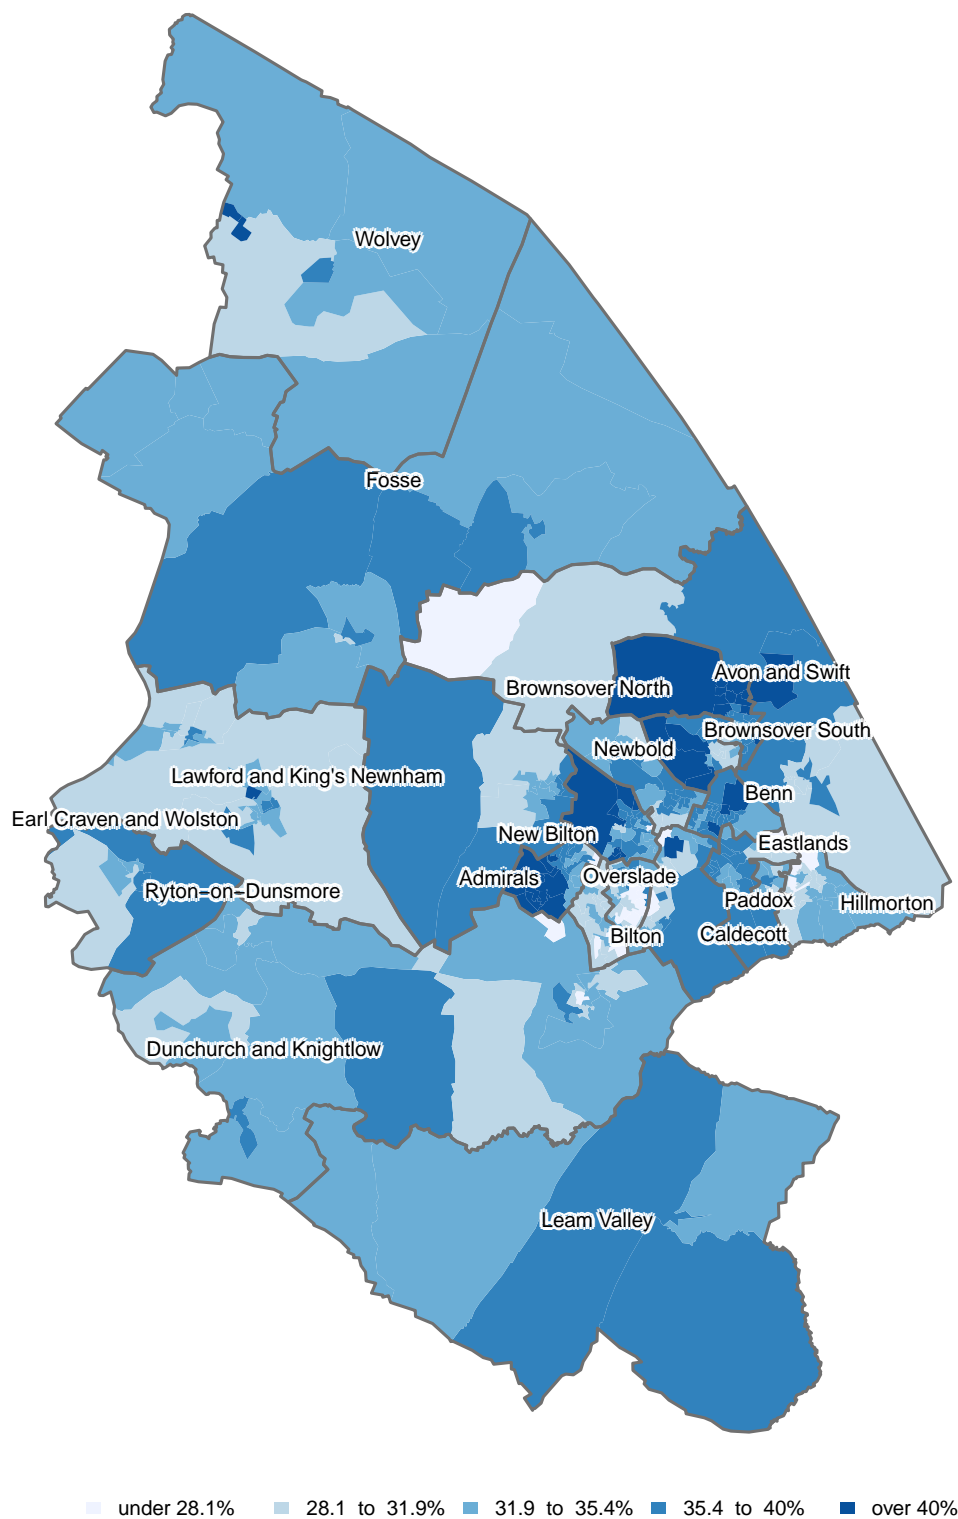 Wolvey
Fosse
Avon and Swift
Brownsover North
Brownsover South
Newbold
Lawford and King's Newnham
Benn
Earl Craven and Wolston
New Bilton
Eastlands
Admirals
Overslade
Ryton−on−Dunsmore
Paddox
Hillmorton
Bilton
Caldecott
Dunchurch and Knightlow
Leam Valley
under 28.1% 28.1 to 31.9% 31.9 to 35.4% 35.4 to 40% over 40%